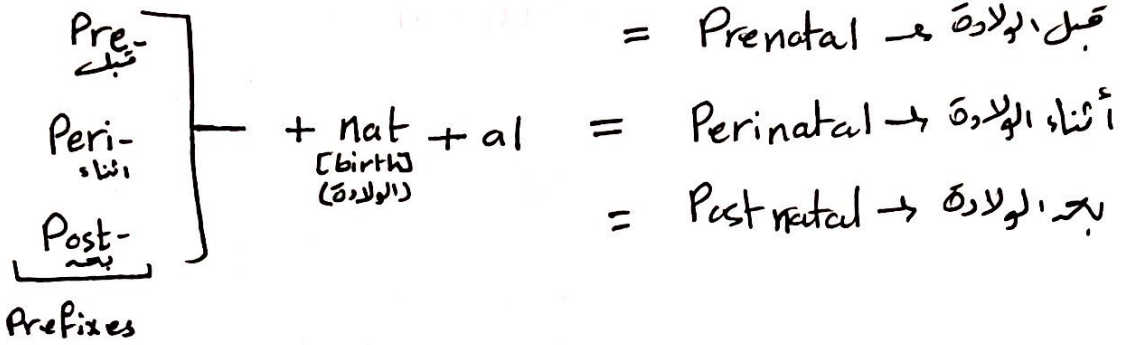 Pre- = Prenatal → قبل الولادة
قبل
Peri- + nat + al = Perinatal → أثناء الولادة
اثناء [birth]
(الولادة)
Post- = Postnatal → بعد الولادة
بعد
Prefixes